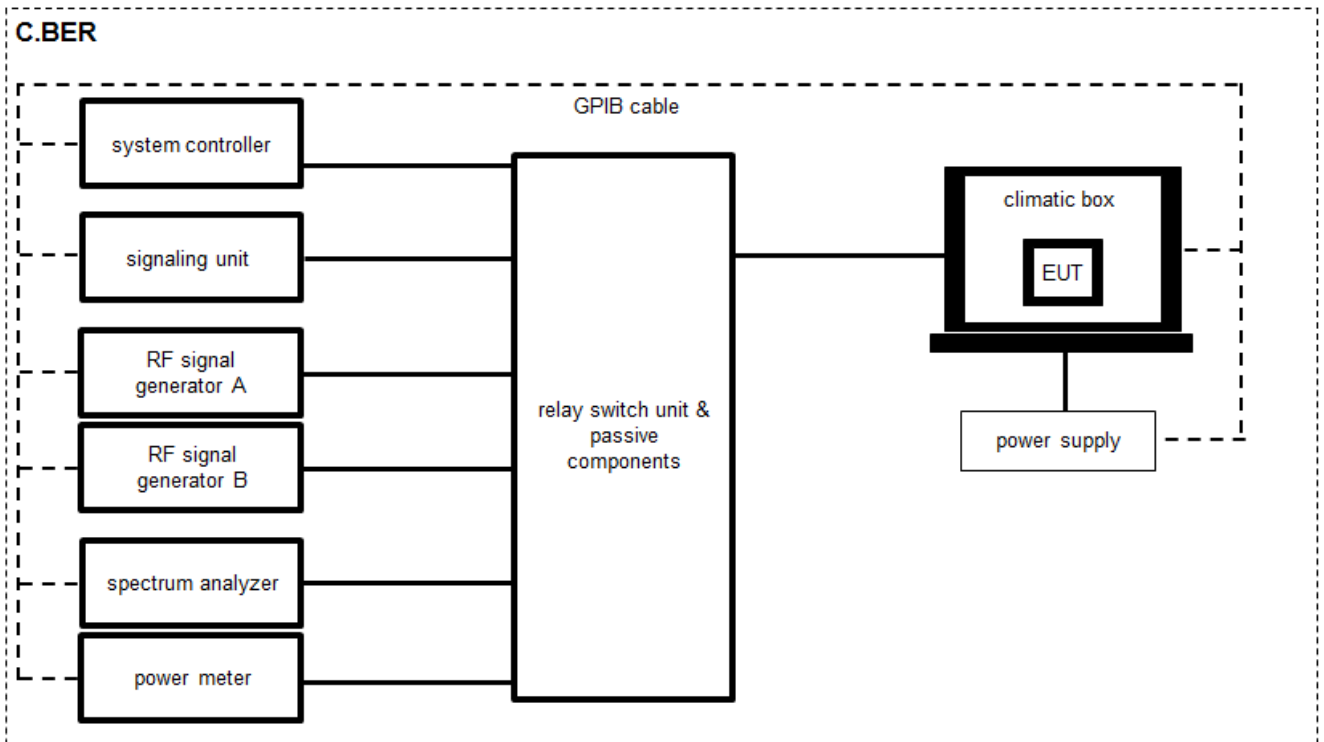 C.BER
GPIB cable
system controller
signaling unit
RF signal
generator A
RF signal
generator B
spectrum analyzer
power meter
relay switch unit &
passive
components
climatic box
EUT
power supply